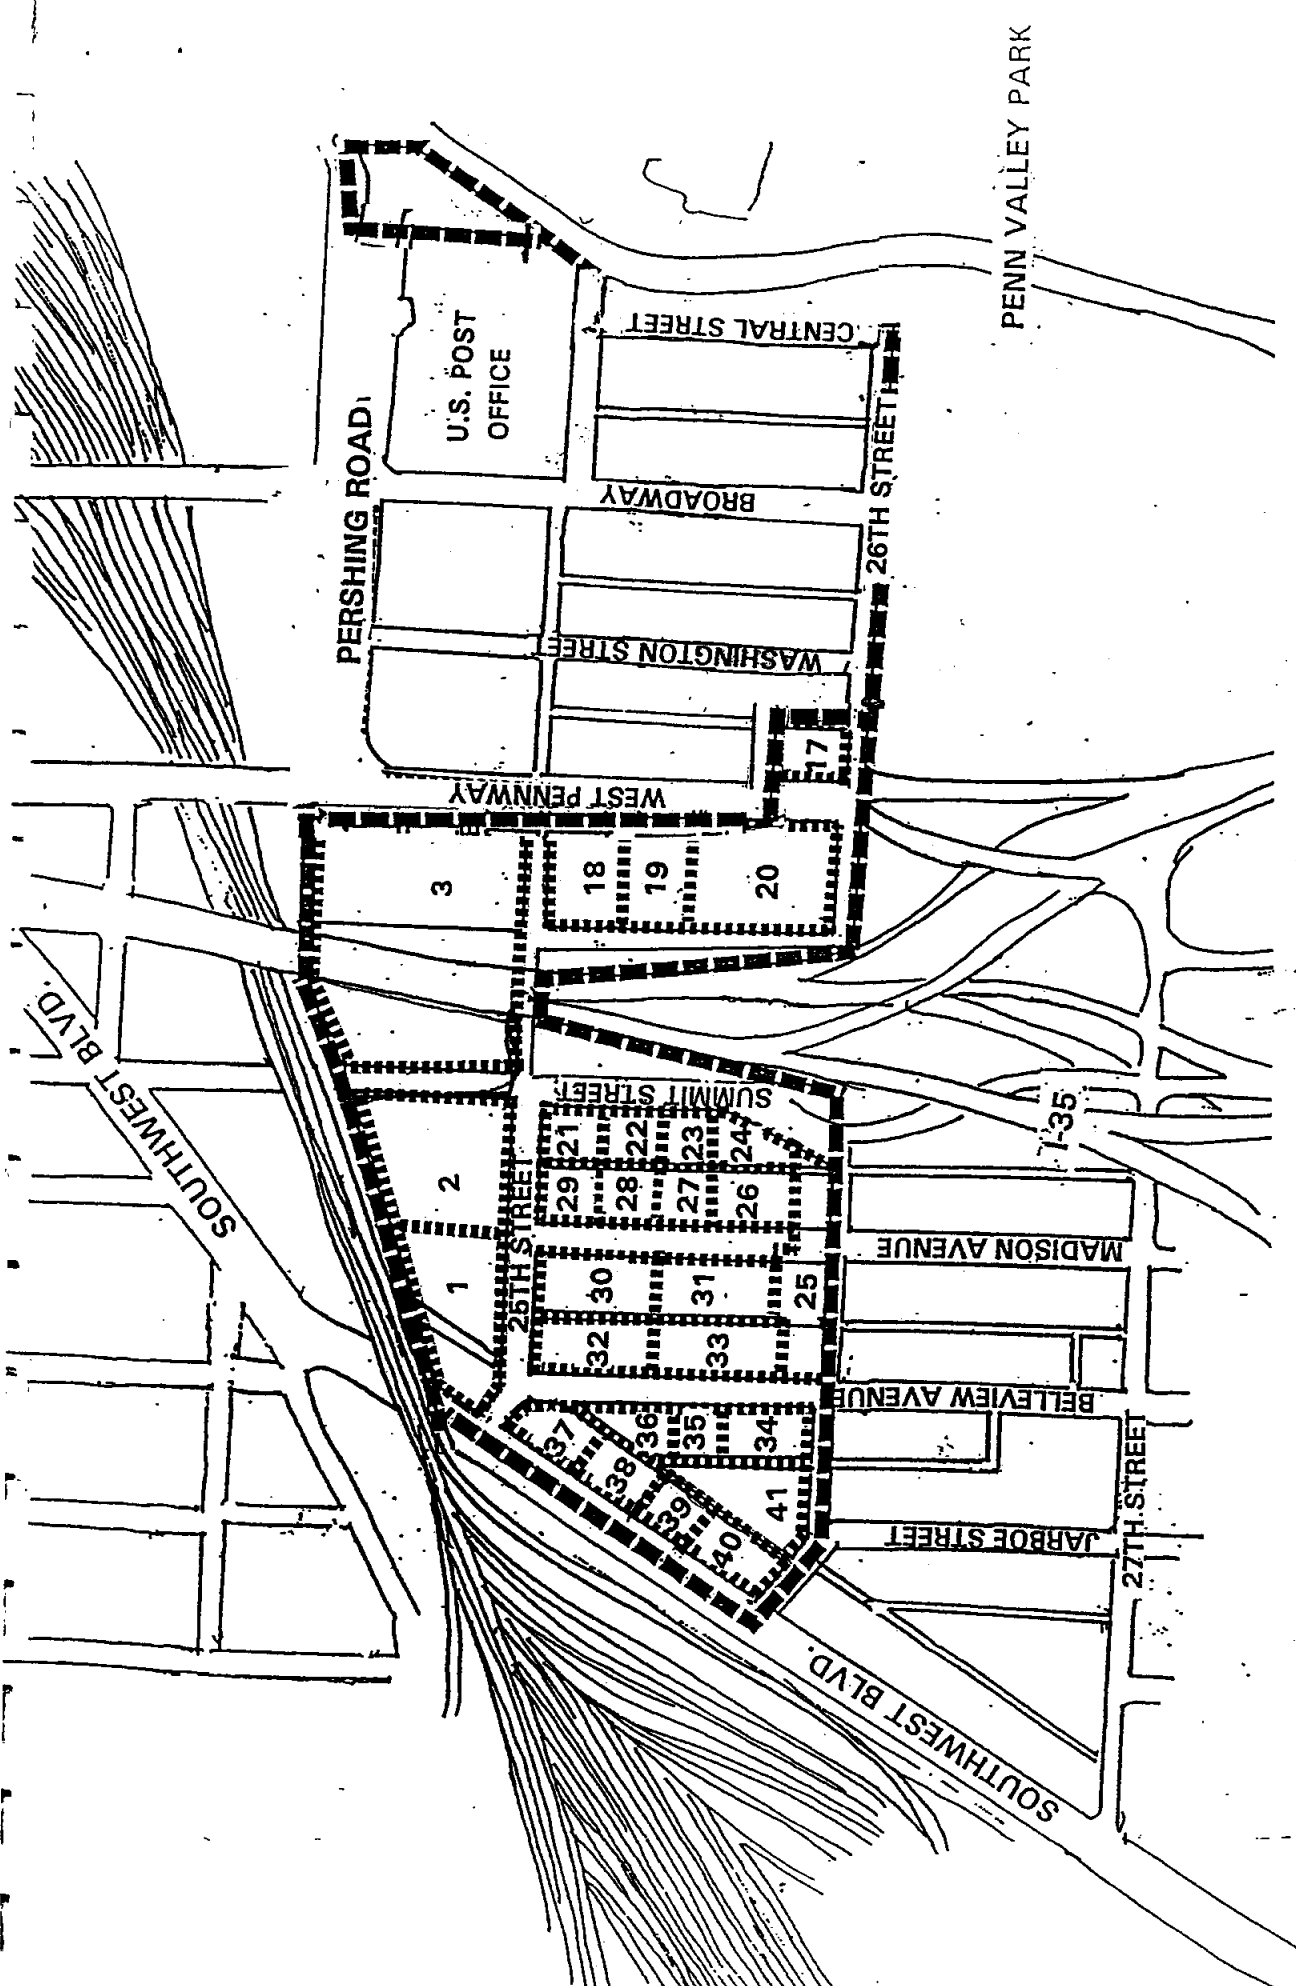 PENN VALLEY PARK
U.S. POST
OFFICE
PERSHING ROAD
CENTRAL STREET
BROADWAY
26TH STREET
WASHINGTON STREE
WEST PENNWAY
17
3
18
19
20
SOUTHWEST BLVD.
SUMMIT STREET
I-35
2
1
25TH STREET
21
22
23
24
29
28
27
26
30
31
25
32
33
MADISON AVENUE
BELLEVIEW AVENUE
37
36
35
34
38
39
40
41
JARBOE STREET
27TH STREET
SOUTHWEST BLVD.